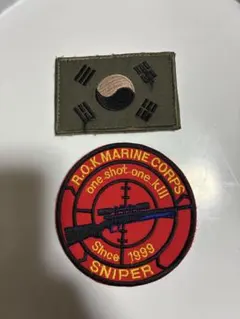 R.O.K MARINE CORPS
one shot one kill
Since 1999
SNIPER